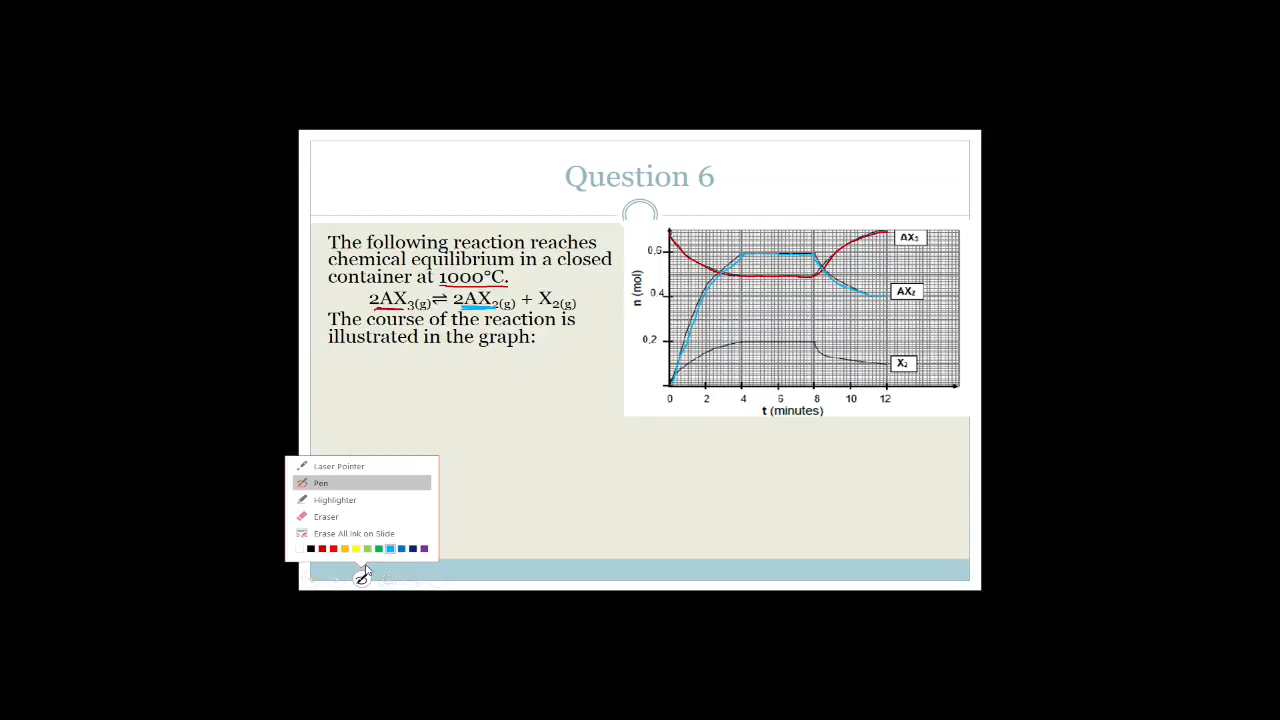 Question 6
The following reaction reaches
chemical equilibrium in a closed
container at 1000°C.
2AX₃(g)⇌ 2AX₂(g) + X₂(g)
The course of the reaction is
illustrated in the graph:
n (mol)
0,6
0,4
0,2
0 2 4 6 8 10 12
t (minutes)
AX₂
X₂
Laser Pointer
Pen
Highlighter
Eraser
Erase All Ink on Slide